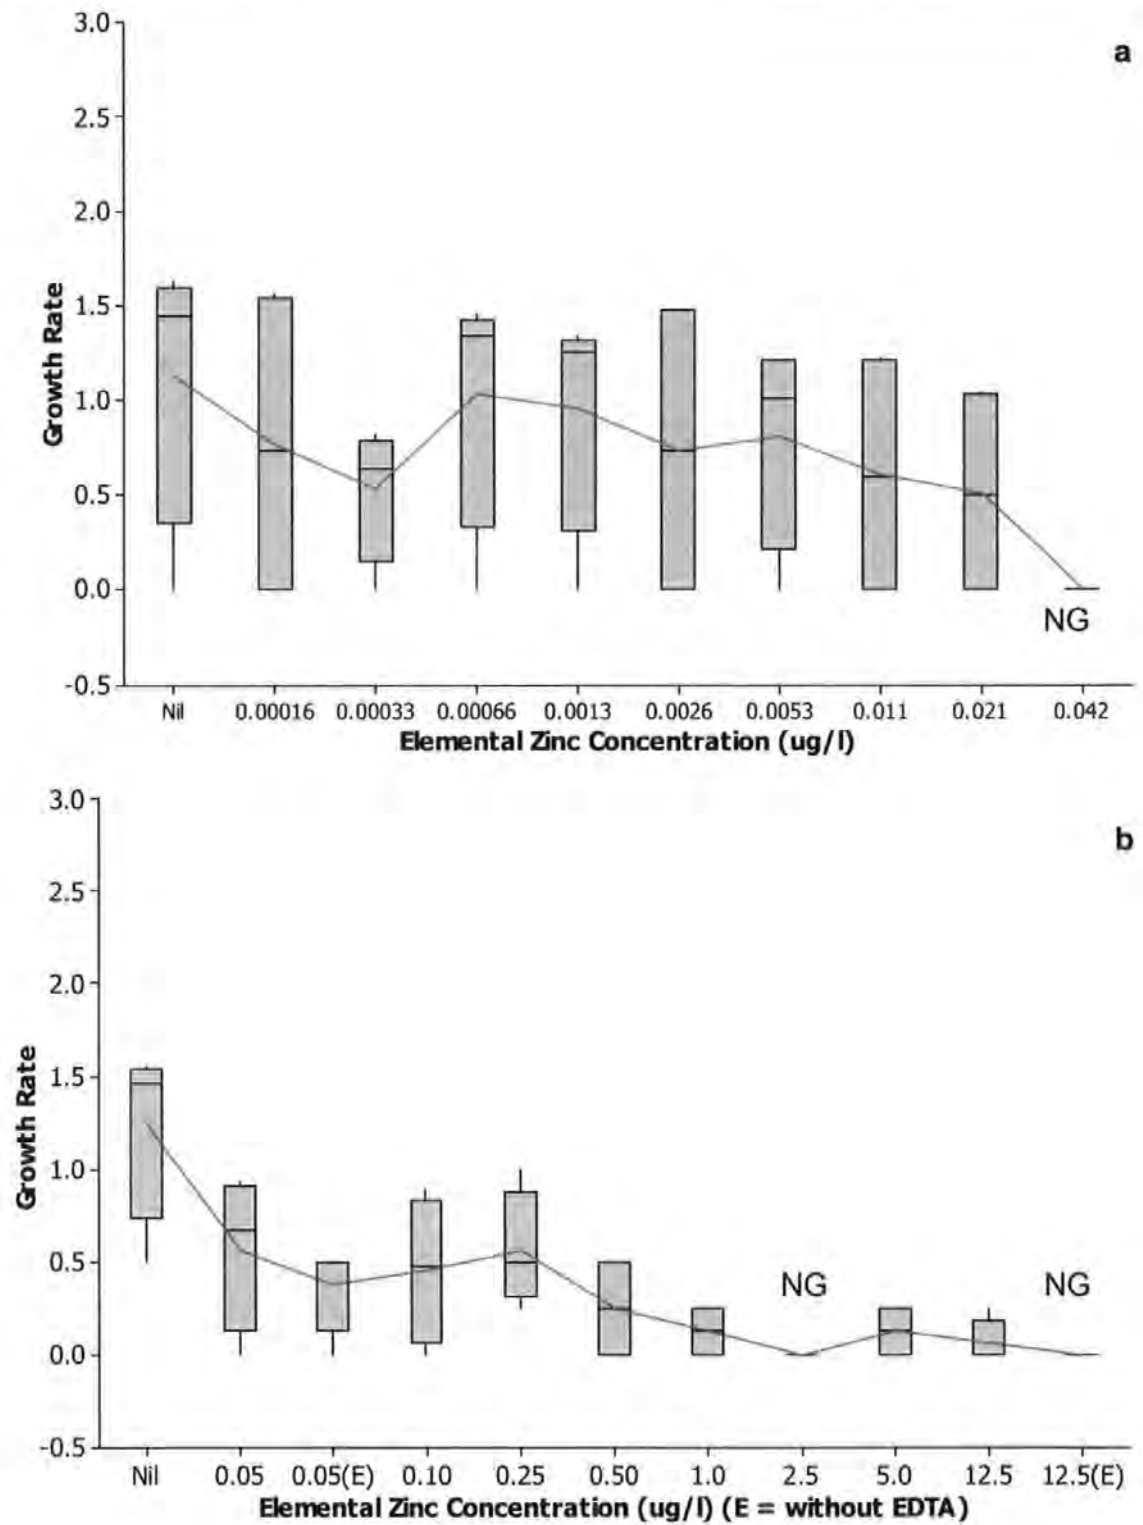 a
3.0
2.5
2.0
1.5
1.0
0.5
0.0
-0.5
Growth Rate
NG
Nil 0.00016 0.00033 0.00066 0.0013 0.0026 0.0053 0.011 0.021 0.042
Elemental Zinc Concentration (ug/l)
b
3.0
2.5
2.0
1.5
1.0
0.5
0.0
-0.5
Growth Rate
NG NG
Nil 0.05 0.05(E) 0.10 0.25 0.50 1.0 2.5 5.0 12.5 12.5(E)
Elemental Zinc Concentration (ug/l) (E = without EDTA)